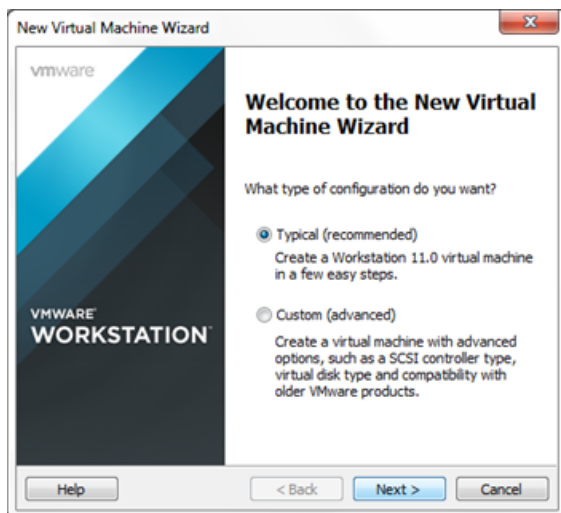 New Virtual Machine Wizard
vmware
Welcome to the New Virtual
Machine Wizard
What type of configuration do you want?
Typical (recommended)
Create a Workstation 11.0 virtual machine
in a few easy steps.
Custom (advanced)
Create a virtual machine with advanced
options, such as a SCSI controller type,
virtual disk type and compatibility with
older VMware products.
VMWARE
WORKSTATION
Help
< Back
Next >
Cancel